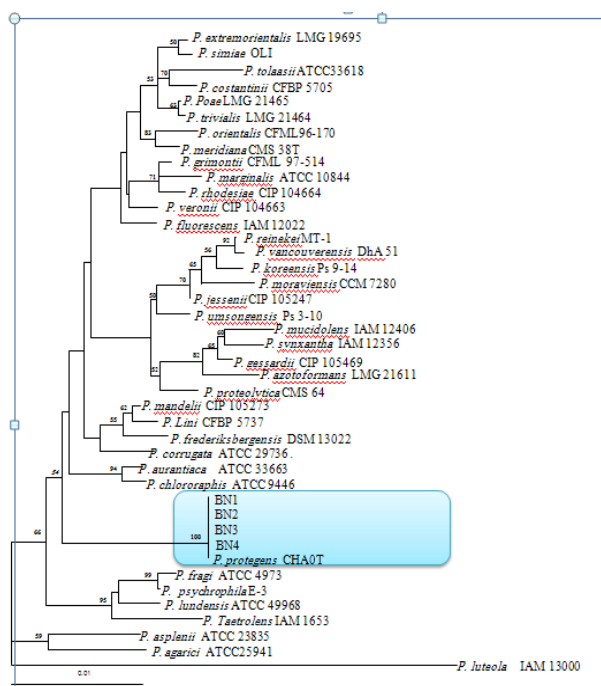 P. extremorientalis LMG 19695
50
P. simiae OLI
70
P. tolaasii ATCC33618
53
P. costantinii CFBP 5705
P. Poae LMG 21465
63
P. trivialis LMG 21464
P. orientalis CFML96-170
83
P. meridiana CMS 38T
P. grimontii CFML 97-514
71
P. marginalis ATCC 10844
P. rhodesiae CIP 104664
P. veronii CIP 104663
P. fluorescens IAM 12022
92
P. reinekei MT-1
56
P. vancouverensis DhA 51
65
P. koreensis Ps 9-14
70
P. moraviensis CCM 7280
50
P. jessenii CIP 105247
P. umsongensis Ps 3-10
60
P. mucidolens IAM 12406
65
P. synxantha IAM 12356
82
P. gessardii CIP 105469
P. azotoformans LMG 21611
52
P. proteolytica CMS 64
62
P. mandelii CIP 105273
55
P. Lini CFBP 5737
P. frederiksbergensis DSM 13022
P. corrugata ATCC 29736 .
54
94
P. aurantiaca ATCC 33663
P. chlororaphis ATCC 9446
BN1
BN2
66
BN3
100
BN4
P. protegens CHA0T
99
P. fragi ATCC 4973
P. psychrophila E-3
95
P. lundensis ATCC 49968
P. Taetrolens IAM 1653
59
P. asplenii ATCC 23835
P. agarici ATCC25941
P. luteola IAM 13000
0.01